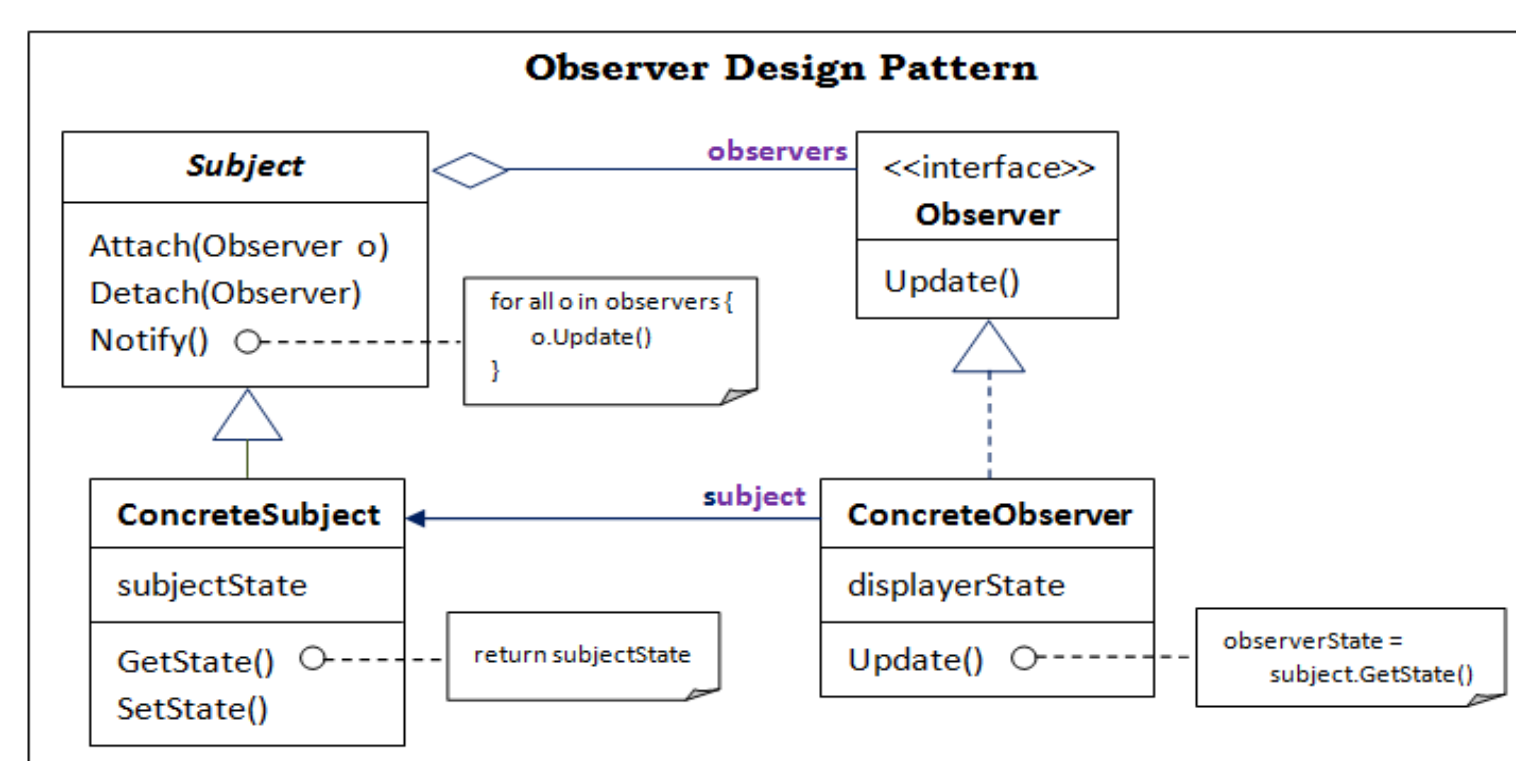 Observer Design Pattern
Subject
Attach(Observer o)
Detach(Observer)
Notify()
for all o in observers {
o.Update()
}
observers
<<interface>>
Observer
Update()
ConcreteSubject
subjectState
GetState()
SetState()
return subjectState
subject
ConcreteObserver
displayerState
Update()
observerState =
subject.GetState()